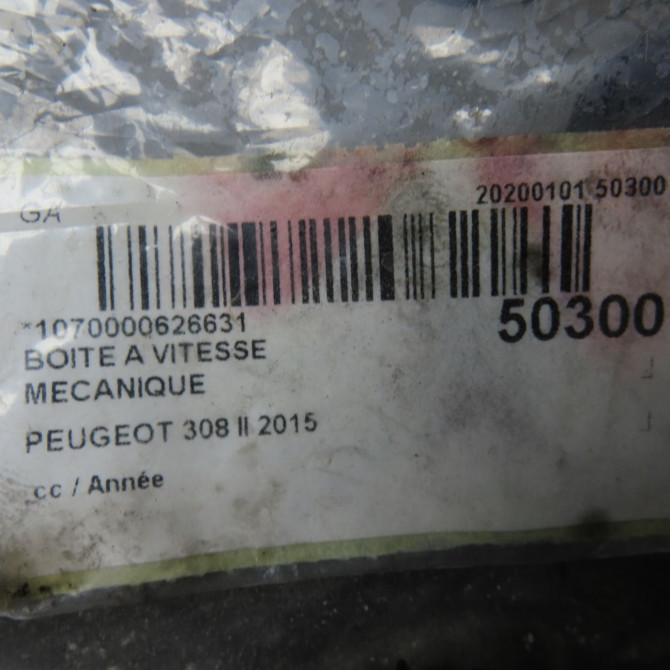 GA
20200101 50300
*1070000626631
50300
BOITE A VITESSE
MECANIQUE
PEUGEOT 308 II 2015
cc / Année